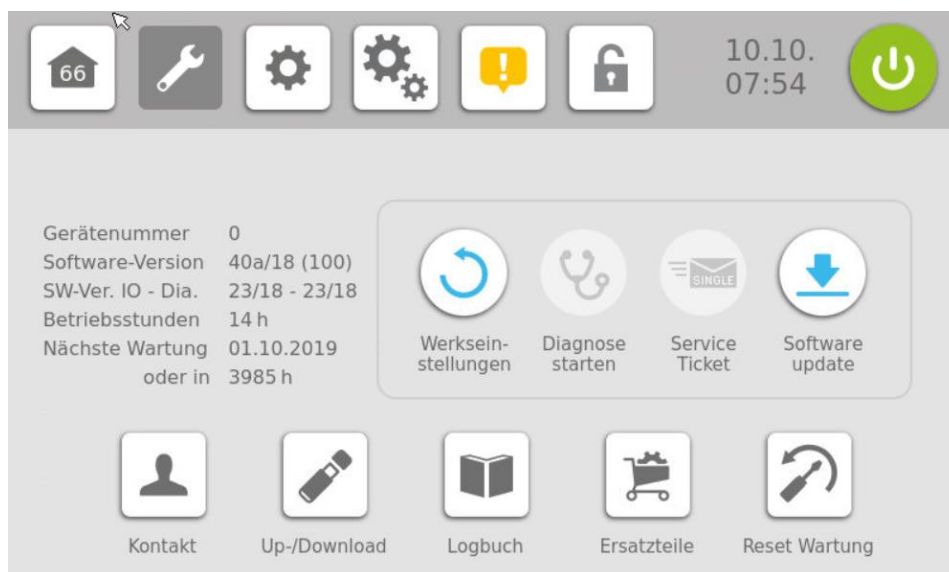 66
!
10.10.
07:54
Gerätenummer 0
Software-Version 40a/18 (100)
SW-Ver. IO - Dia. 23/18 - 23/18
Betriebsstunden 14 h
Nächste Wartung 01.10.2019
oder in 3985 h
SINGLE
Werksein-
stellungen
Diagnose
starten
Service
Ticket
Software
update
Kontakt
Up-/Download
Logbuch
Ersatzteile
Reset Wartung